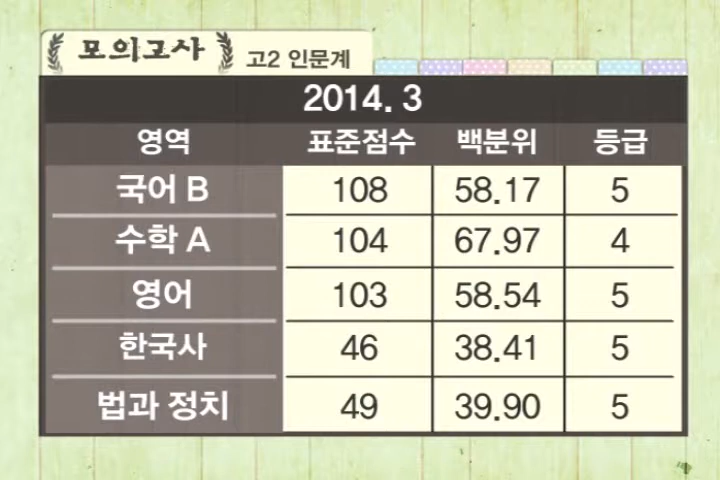 모의고사 고2 인문계
2014. 3
영역 표준점수 백분위 등급
국어 B 108 58.17 5
수학 A 104 67.97 4
영어 103 58.54 5
한국사 46 38.41 5
법과 정치 49 39.90 5